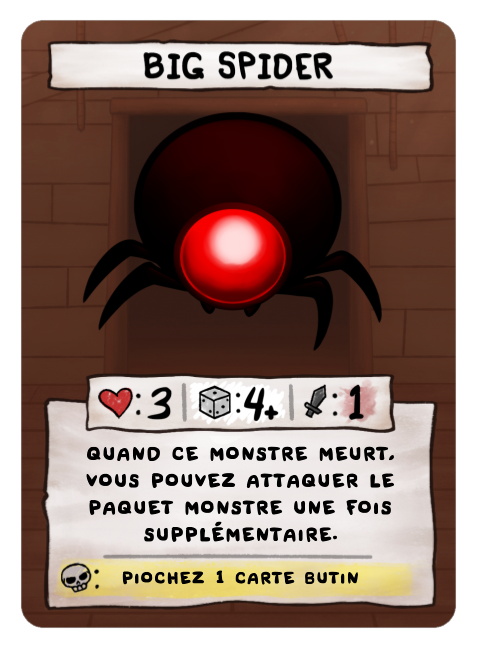 BIG SPIDER
:3 :4+ :1
QUAND CE MONSTRE MEURT,
VOUS POUVEZ ATTAQUER LE
PAQUET MONSTRE UNE FOIS
SUPPLÉMENTAIRE.
: PIOCHEZ 1 CARTE BUTIN